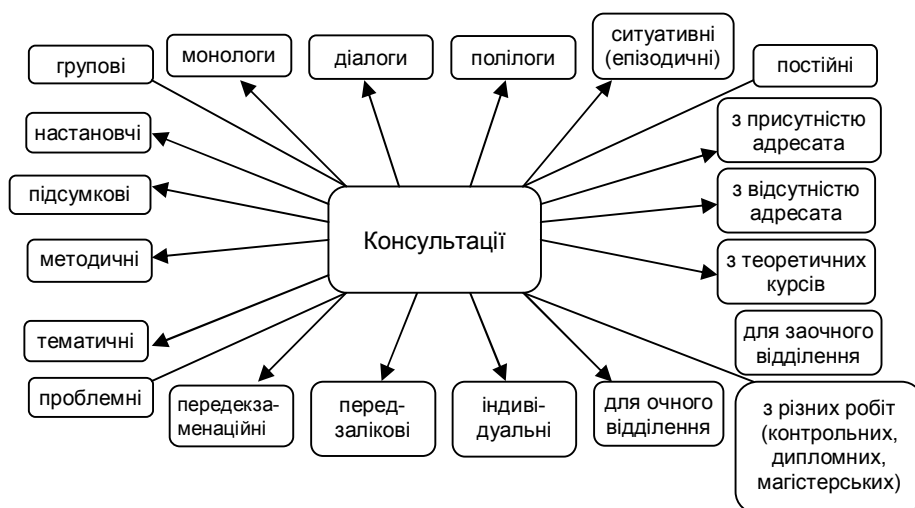 групові
монологи
діалоги
полілоги
ситуативні
(епізодичні)
постійні
настановчі
з присутністю
адресата
підсумкові
з відсутністю
адресата
Консультації
методичні
з теоретичних
курсів
тематичні
для заочного
відділення
проблемні
передекза-
менаційні
перед-
залікові
індиві-
дуальні
для очного
відділення
з різних робіт
(контрольних,
дипломних,
магістерських)